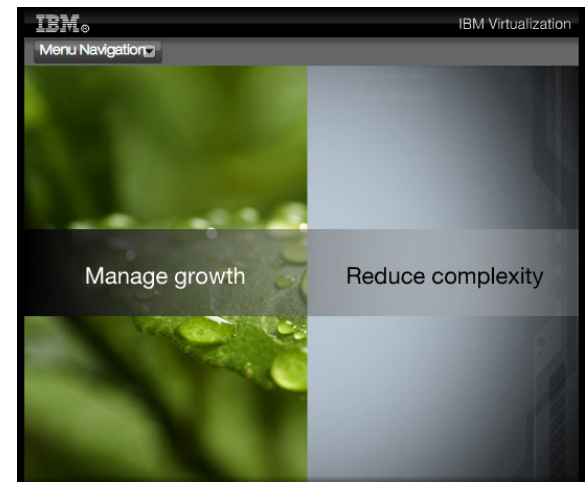 IBM®
IBM Virtualization
Menu Navigation
Manage growth
Reduce complexity